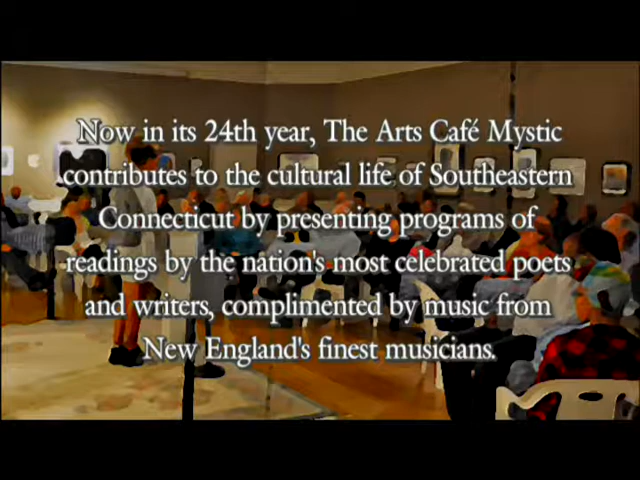 Now in its 24th year, The Arts Café Mystic
contributes to the cultural life of Southeastern
Connecticut by presenting programs of
readings by the nation's most celebrated poets
and writers, complimented by music from
New England's finest musicians.